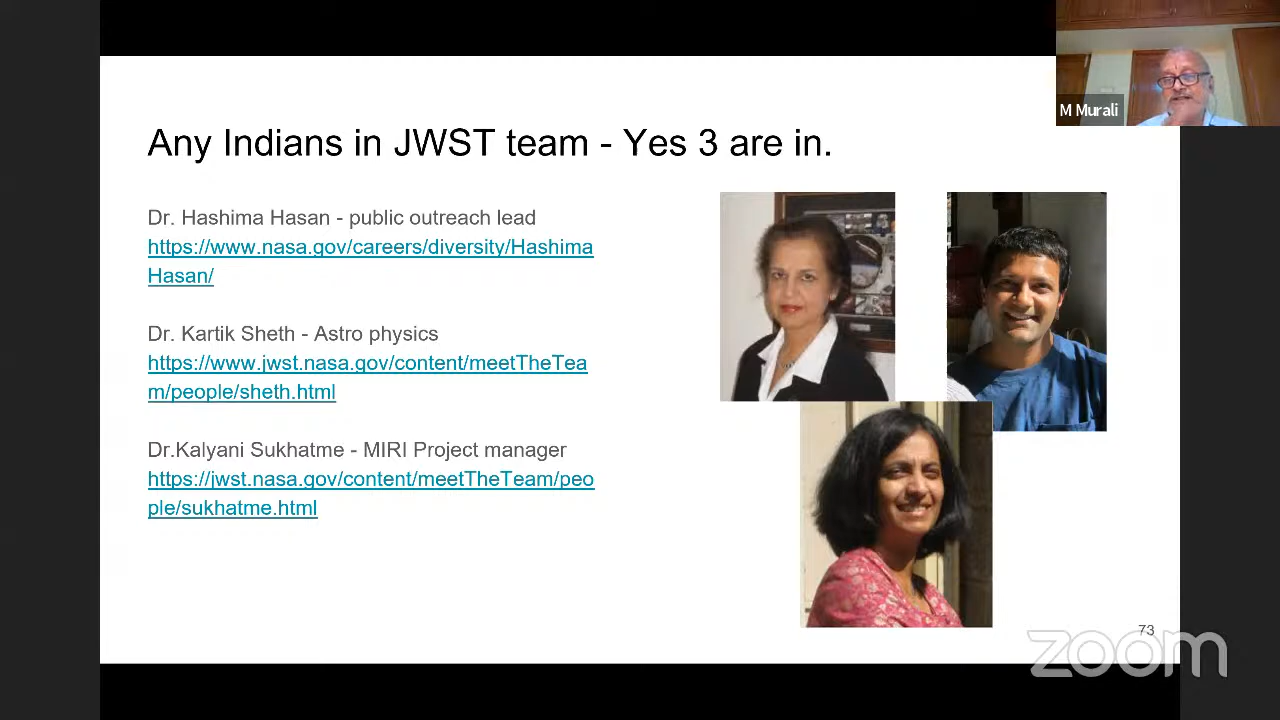 M Murali
Any Indians in JWST team - Yes 3 are in.
Dr. Hashima Hasan - public outreach lead
https://www.nasa.gov/careers/diversity/Hashima
Hasan/
Dr. Kartik Sheth - Astro physics
https://www.jwst.nasa.gov/content/meetTheTea
m/people/sheth.html
Dr.Kalyani Sukhatme - MIRI Project manager
https://jwst.nasa.gov/content/meetTheTeam/peo
ple/sukhatme.html
73
zoom